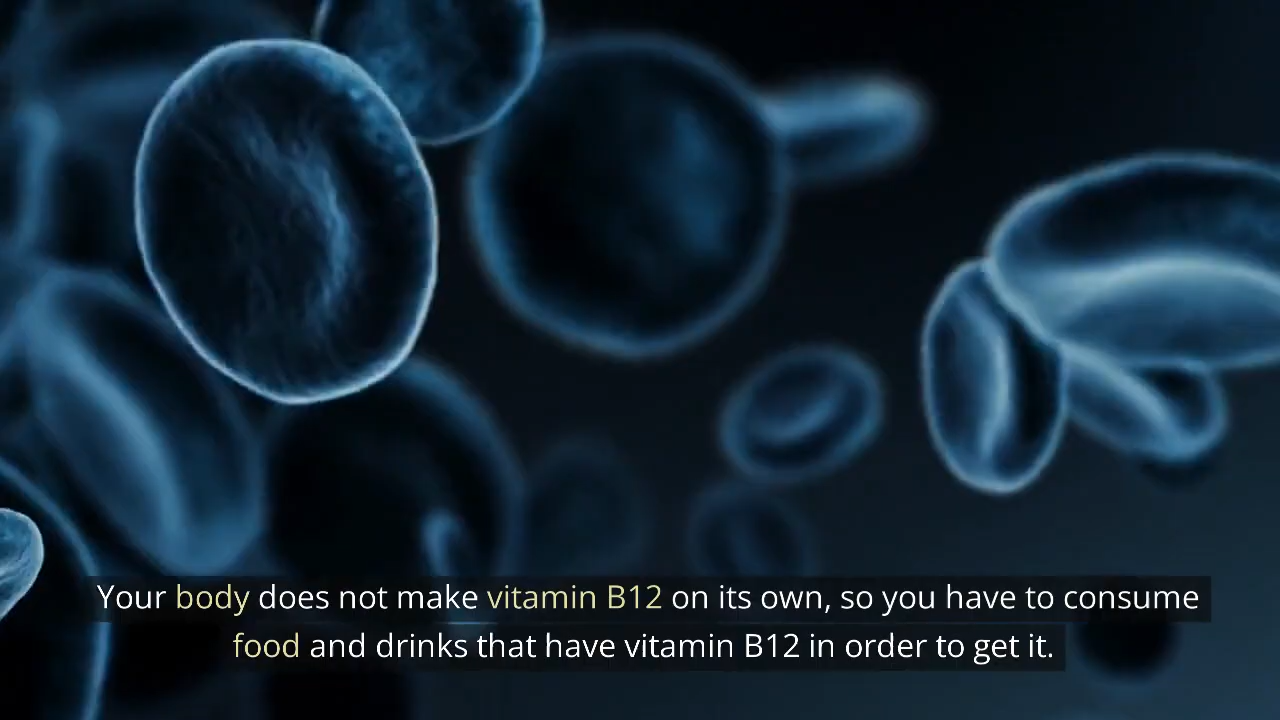 Your body does not make vitamin B12 on its own, so you have to consume
food and drinks that have vitamin B12 in order to get it.